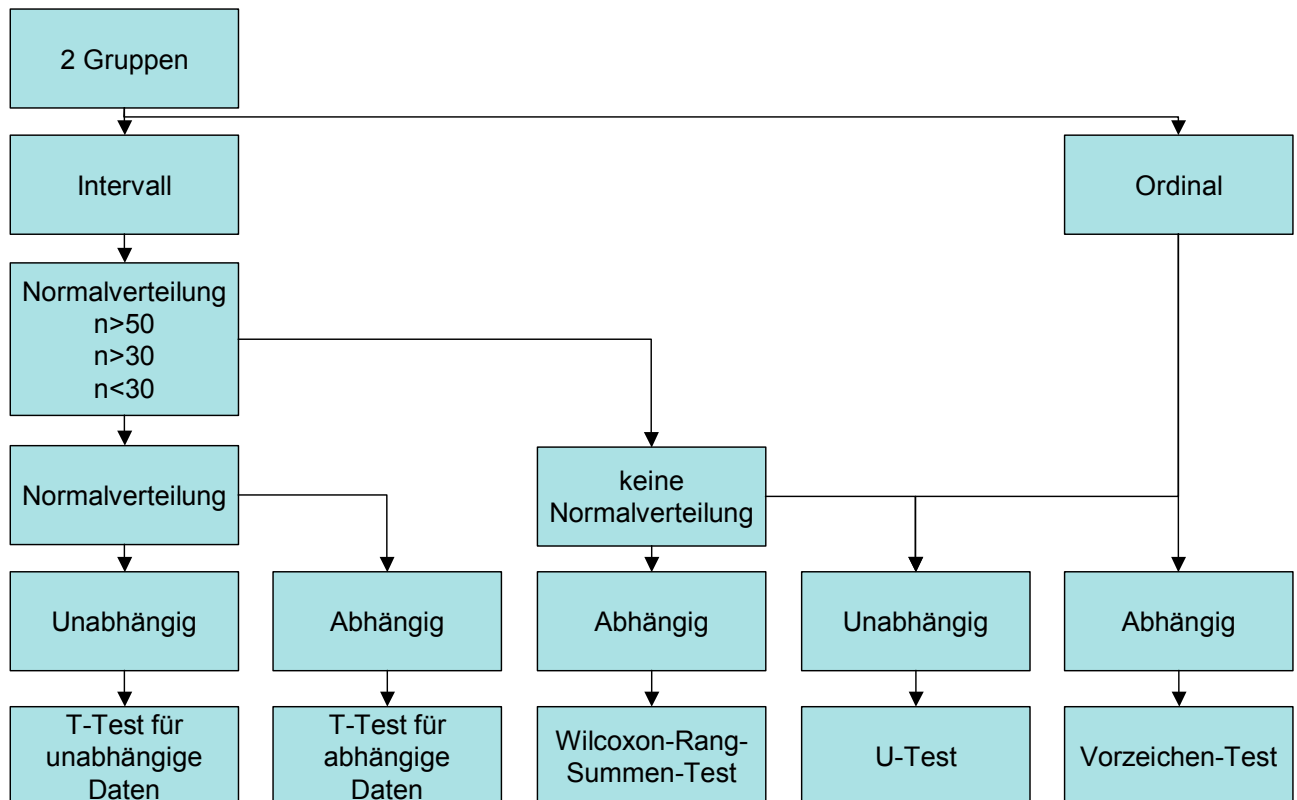 2 Gruppen
Intervall
Ordinal
Normalverteilung
n>50
n>30
n<30
Normalverteilung
keine
Normalverteilung
Unabhängig
Abhängig
Abhängig
Unabhängig
Abhängig
T-Test für
unabhängige
Daten
T-Test für
abhängige
Daten
Wilcoxon-Rang-
Summen-Test
U-Test
Vorzeichen-Test